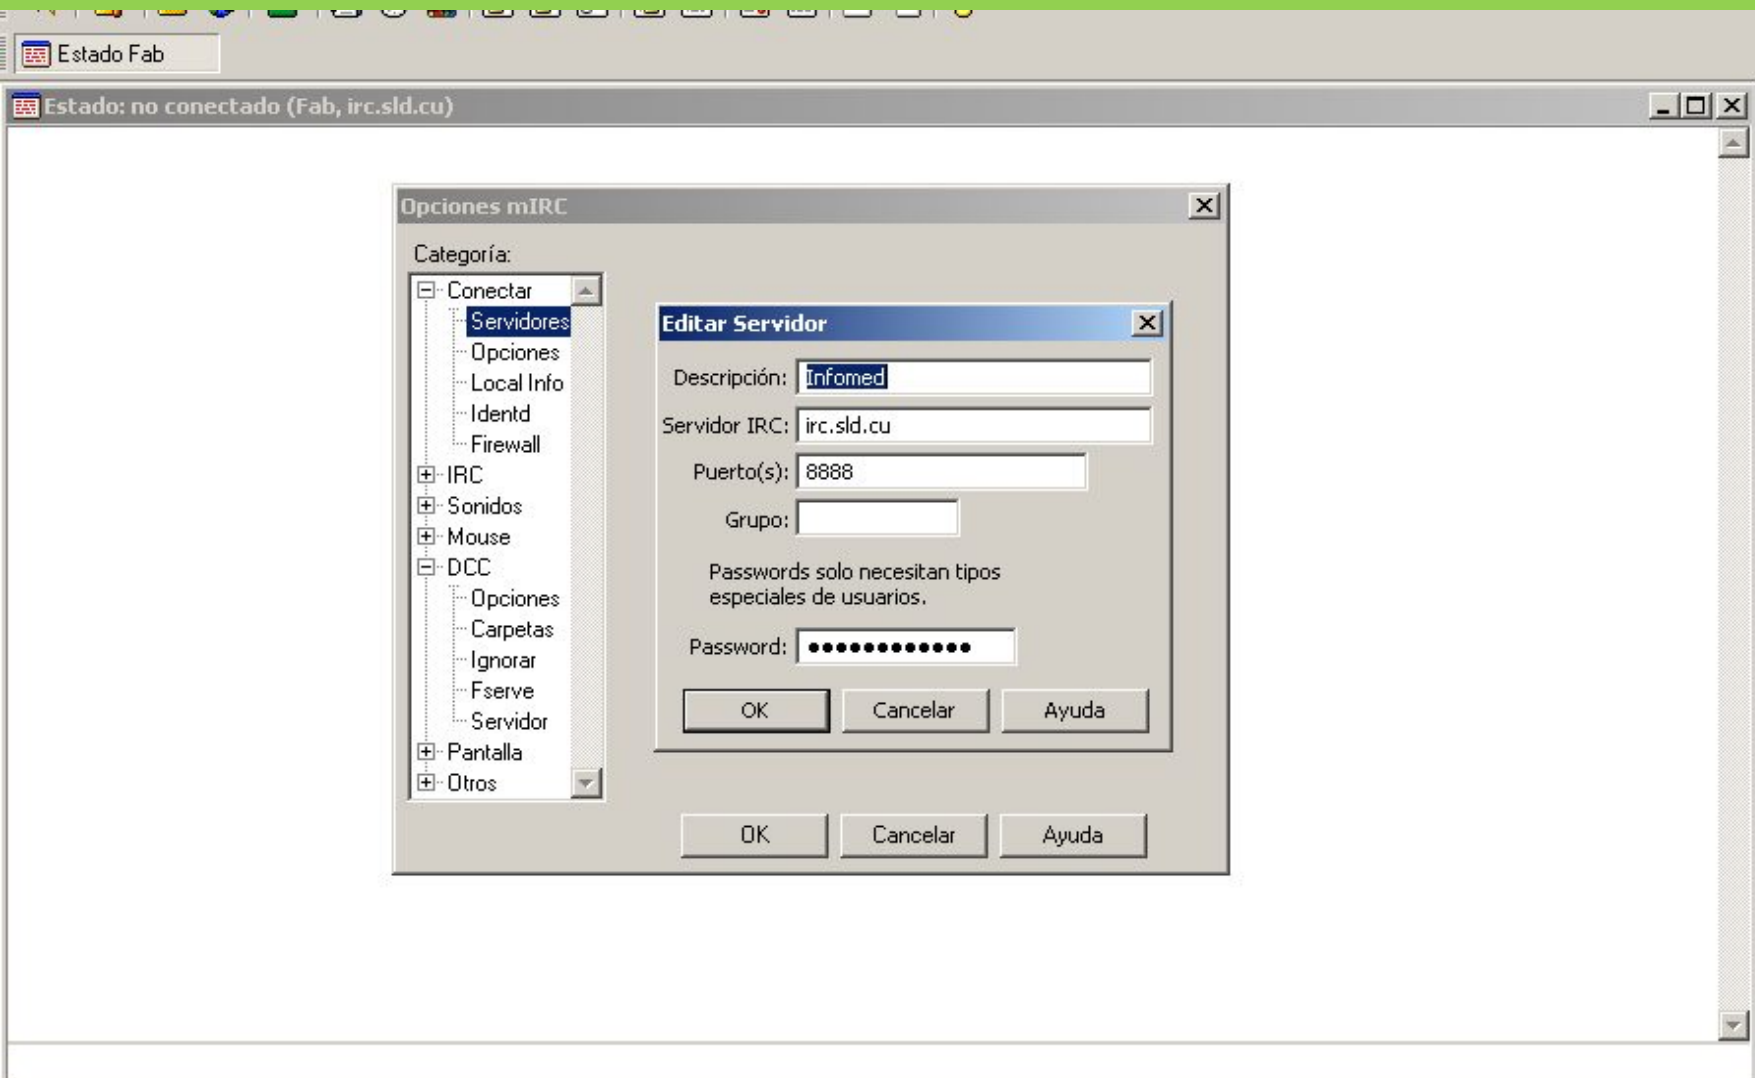 Estado Fab
Estado: no conectado (Fab, irc.sld.cu)
Opciones mIRC
Categoría:
Conectar
Servidores
Opciones
Local Info
Identd
Firewall
IRC
Sonidos
Mouse
DCC
Opciones
Carpetas
Ignorar
Fserve
Servidor
Pantalla
Otros
Editar Servidor
Descripción: Infomed
Servidor IRC: irc.sld.cu
Puerto(s): 8888
Grupo:
Passwords solo necesitan tipos
especiales de usuarios.
Password: ●●●●●●●●●●●●
OK Cancelar Ayuda
OK Cancelar Ayuda